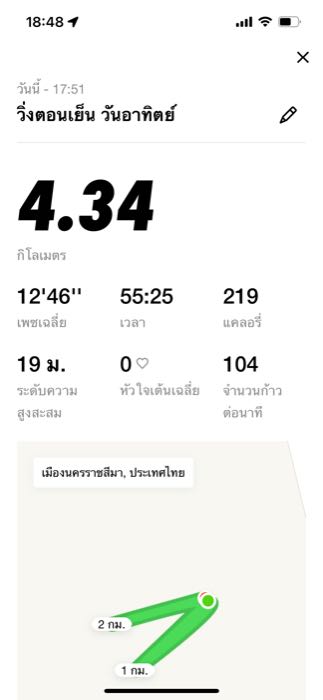 18:48
วันนี้ - 17:51
วิ่งตอนเย็น วันอาทิตย์
4.34
กิโลเมตร
12'46'' 55:25 219
เพซเฉลี่ย เวลา แคลอรี่
19 ม. 0 104
ระดับความ หัวใจเต้นเฉลี่ย จำนวนก้าว
สูงสะสม ต่อนาที
เมืองนครราชสีมา, ประเทศไทย
2 กม.
1 กม.